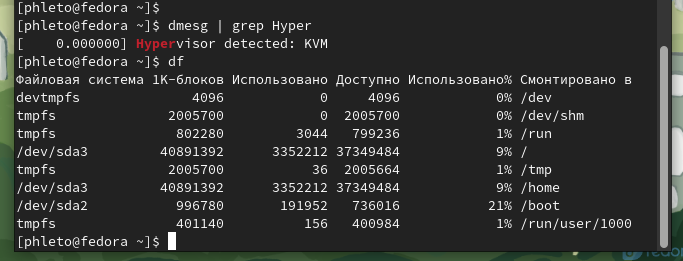 [phleto@fedora ~]$
[phleto@fedora ~]$ dmesg | grep Hyper
[    0.000000] Hypervisor detected: KVM
[phleto@fedora ~]$ df
Файловая система 1K-блоков Использовано Доступно Использовано% Смонтировано в
devtmpfs              4096            0     4096            0% /dev
tmpfs              2005700            0  2005700            0% /dev/shm
tmpfs               802280         3044   799236            1% /run
/dev/sda3         40891392      3352212 37349484            9% /
tmpfs              2005700           36  2005664            1% /tmp
/dev/sda3         40891392      3352212 37349484            9% /home
/dev/sda2           996780       191952   736016           21% /boot
tmpfs               401140          156   400984            1% /run/user/1000
[phleto@fedora ~]$